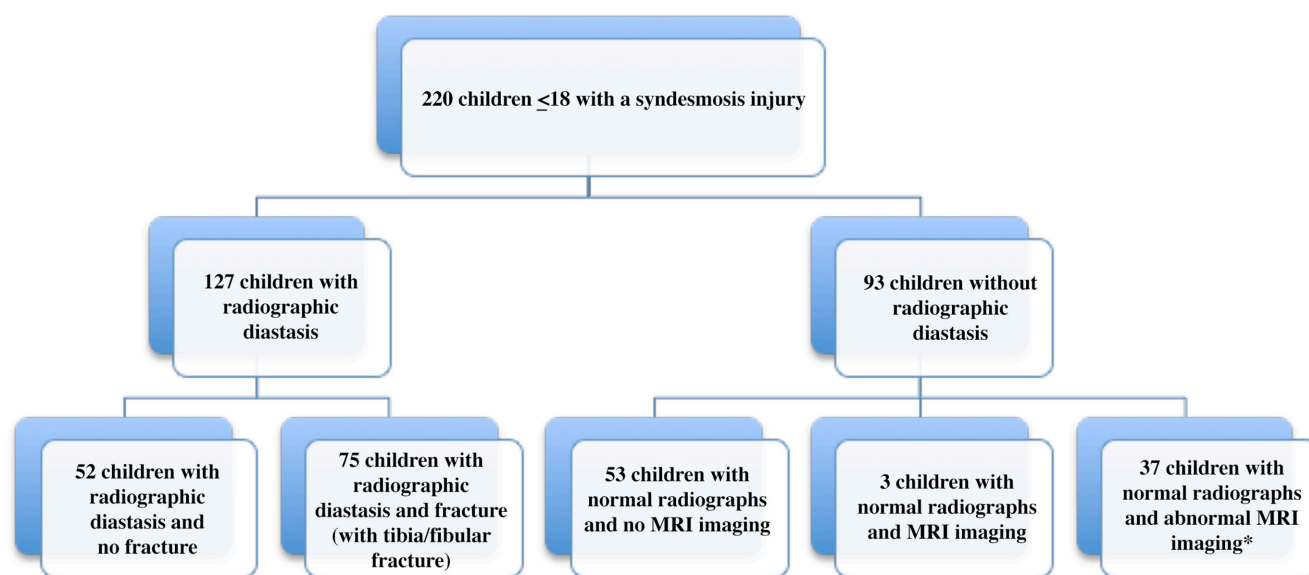 220 children ≤18 with a syndesmosis injury
127 children with
radiographic
diastasis
93 children without
radiographic
diastasis
52 children with
radiographic
diastasis and
no fracture
75 children with
radiographic
diastasis and fracture
(with tibia/fibular
fracture)
53 children with
normal radiographs
and no MRI imaging
3 children with
normal radiographs
and MRI imaging
37 children with
normal radiographs
and abnormal MRI
imaging*